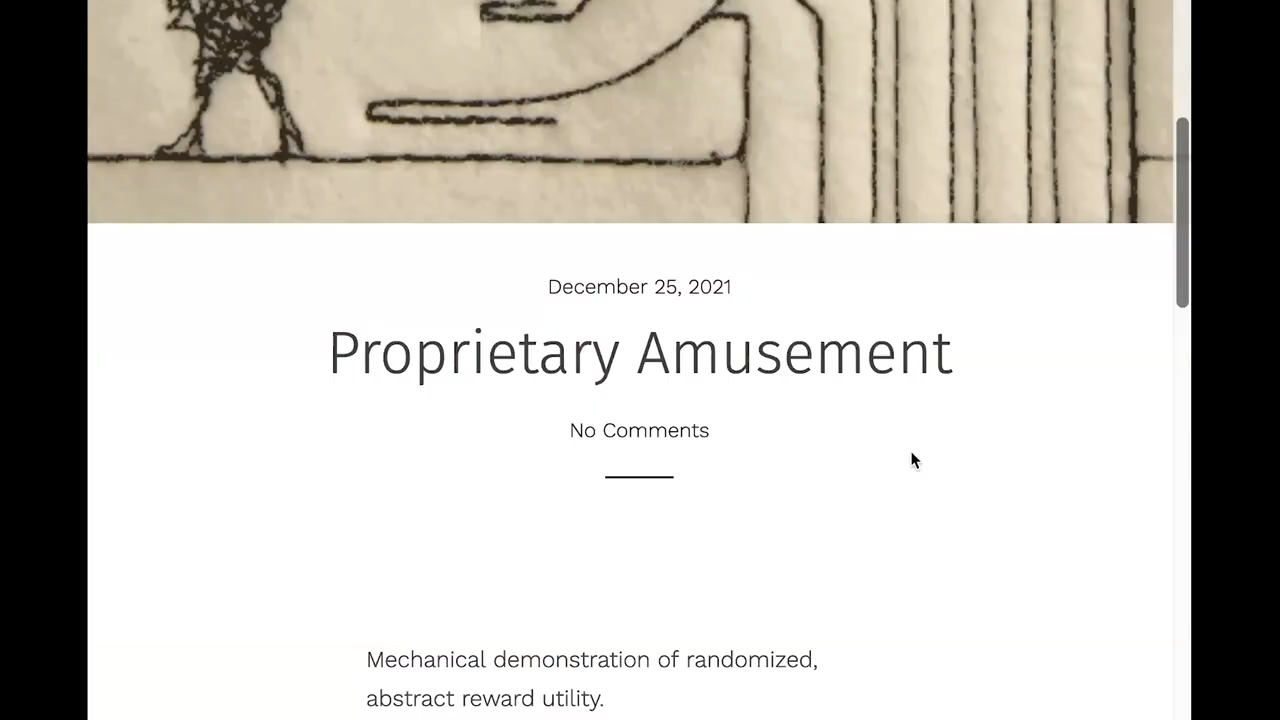 December 25, 2021
Proprietary Amusement
No Comments
Mechanical demonstration of randomized,
abstract reward utility.